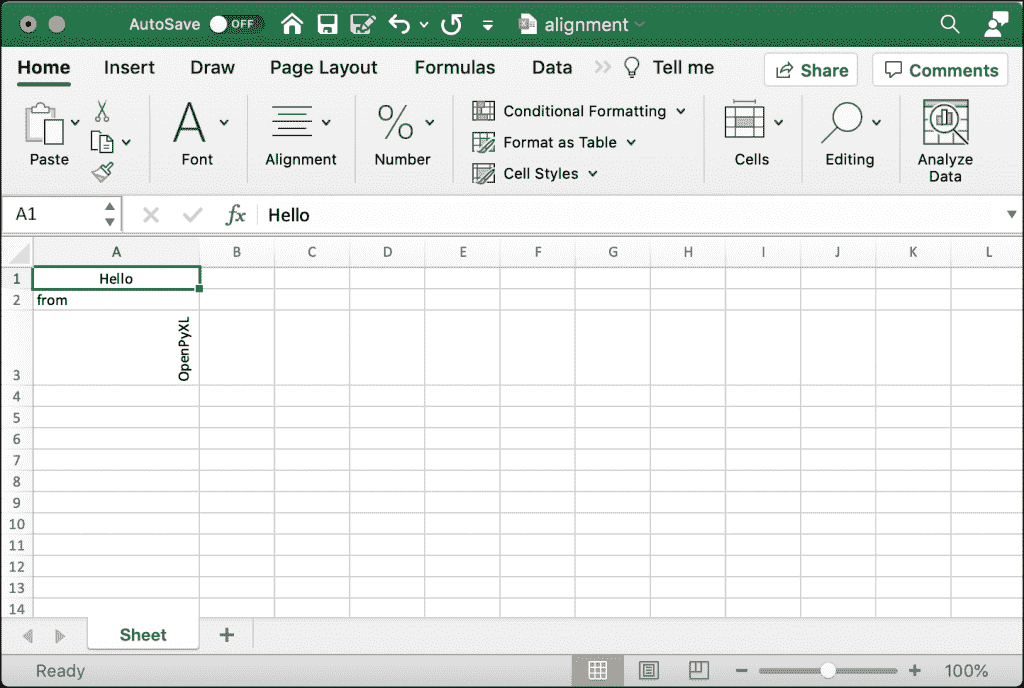 AutoSave OFF alignment
Home Insert Draw Page Layout Formulas Data >> Tell me Share Comments
Paste Font Alignment % Number Conditional Formatting Format as Table Cell Styles Cells Editing Analyze Data
A1 fx Hello
A B C D E F G H I J K L
1 Hello
2 from
3 OpenPyXL
4
5
6
7
8
9
10
11
12
13
14
Sheet +
Ready − + 100%